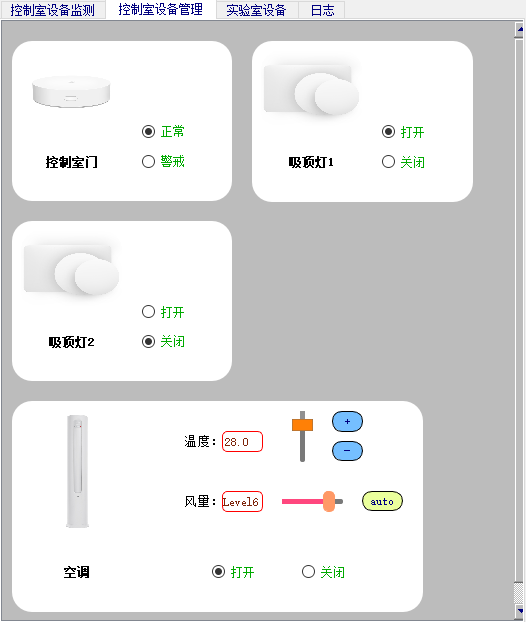 控制室设备监测 控制室设备管理 实验室设备 日志
正常
控制室门
警戒
打开
吸顶灯1
关闭
打开
吸顶灯2
关闭
温度： 28.0
+
-
风量： Level6
auto
空调
打开
关闭